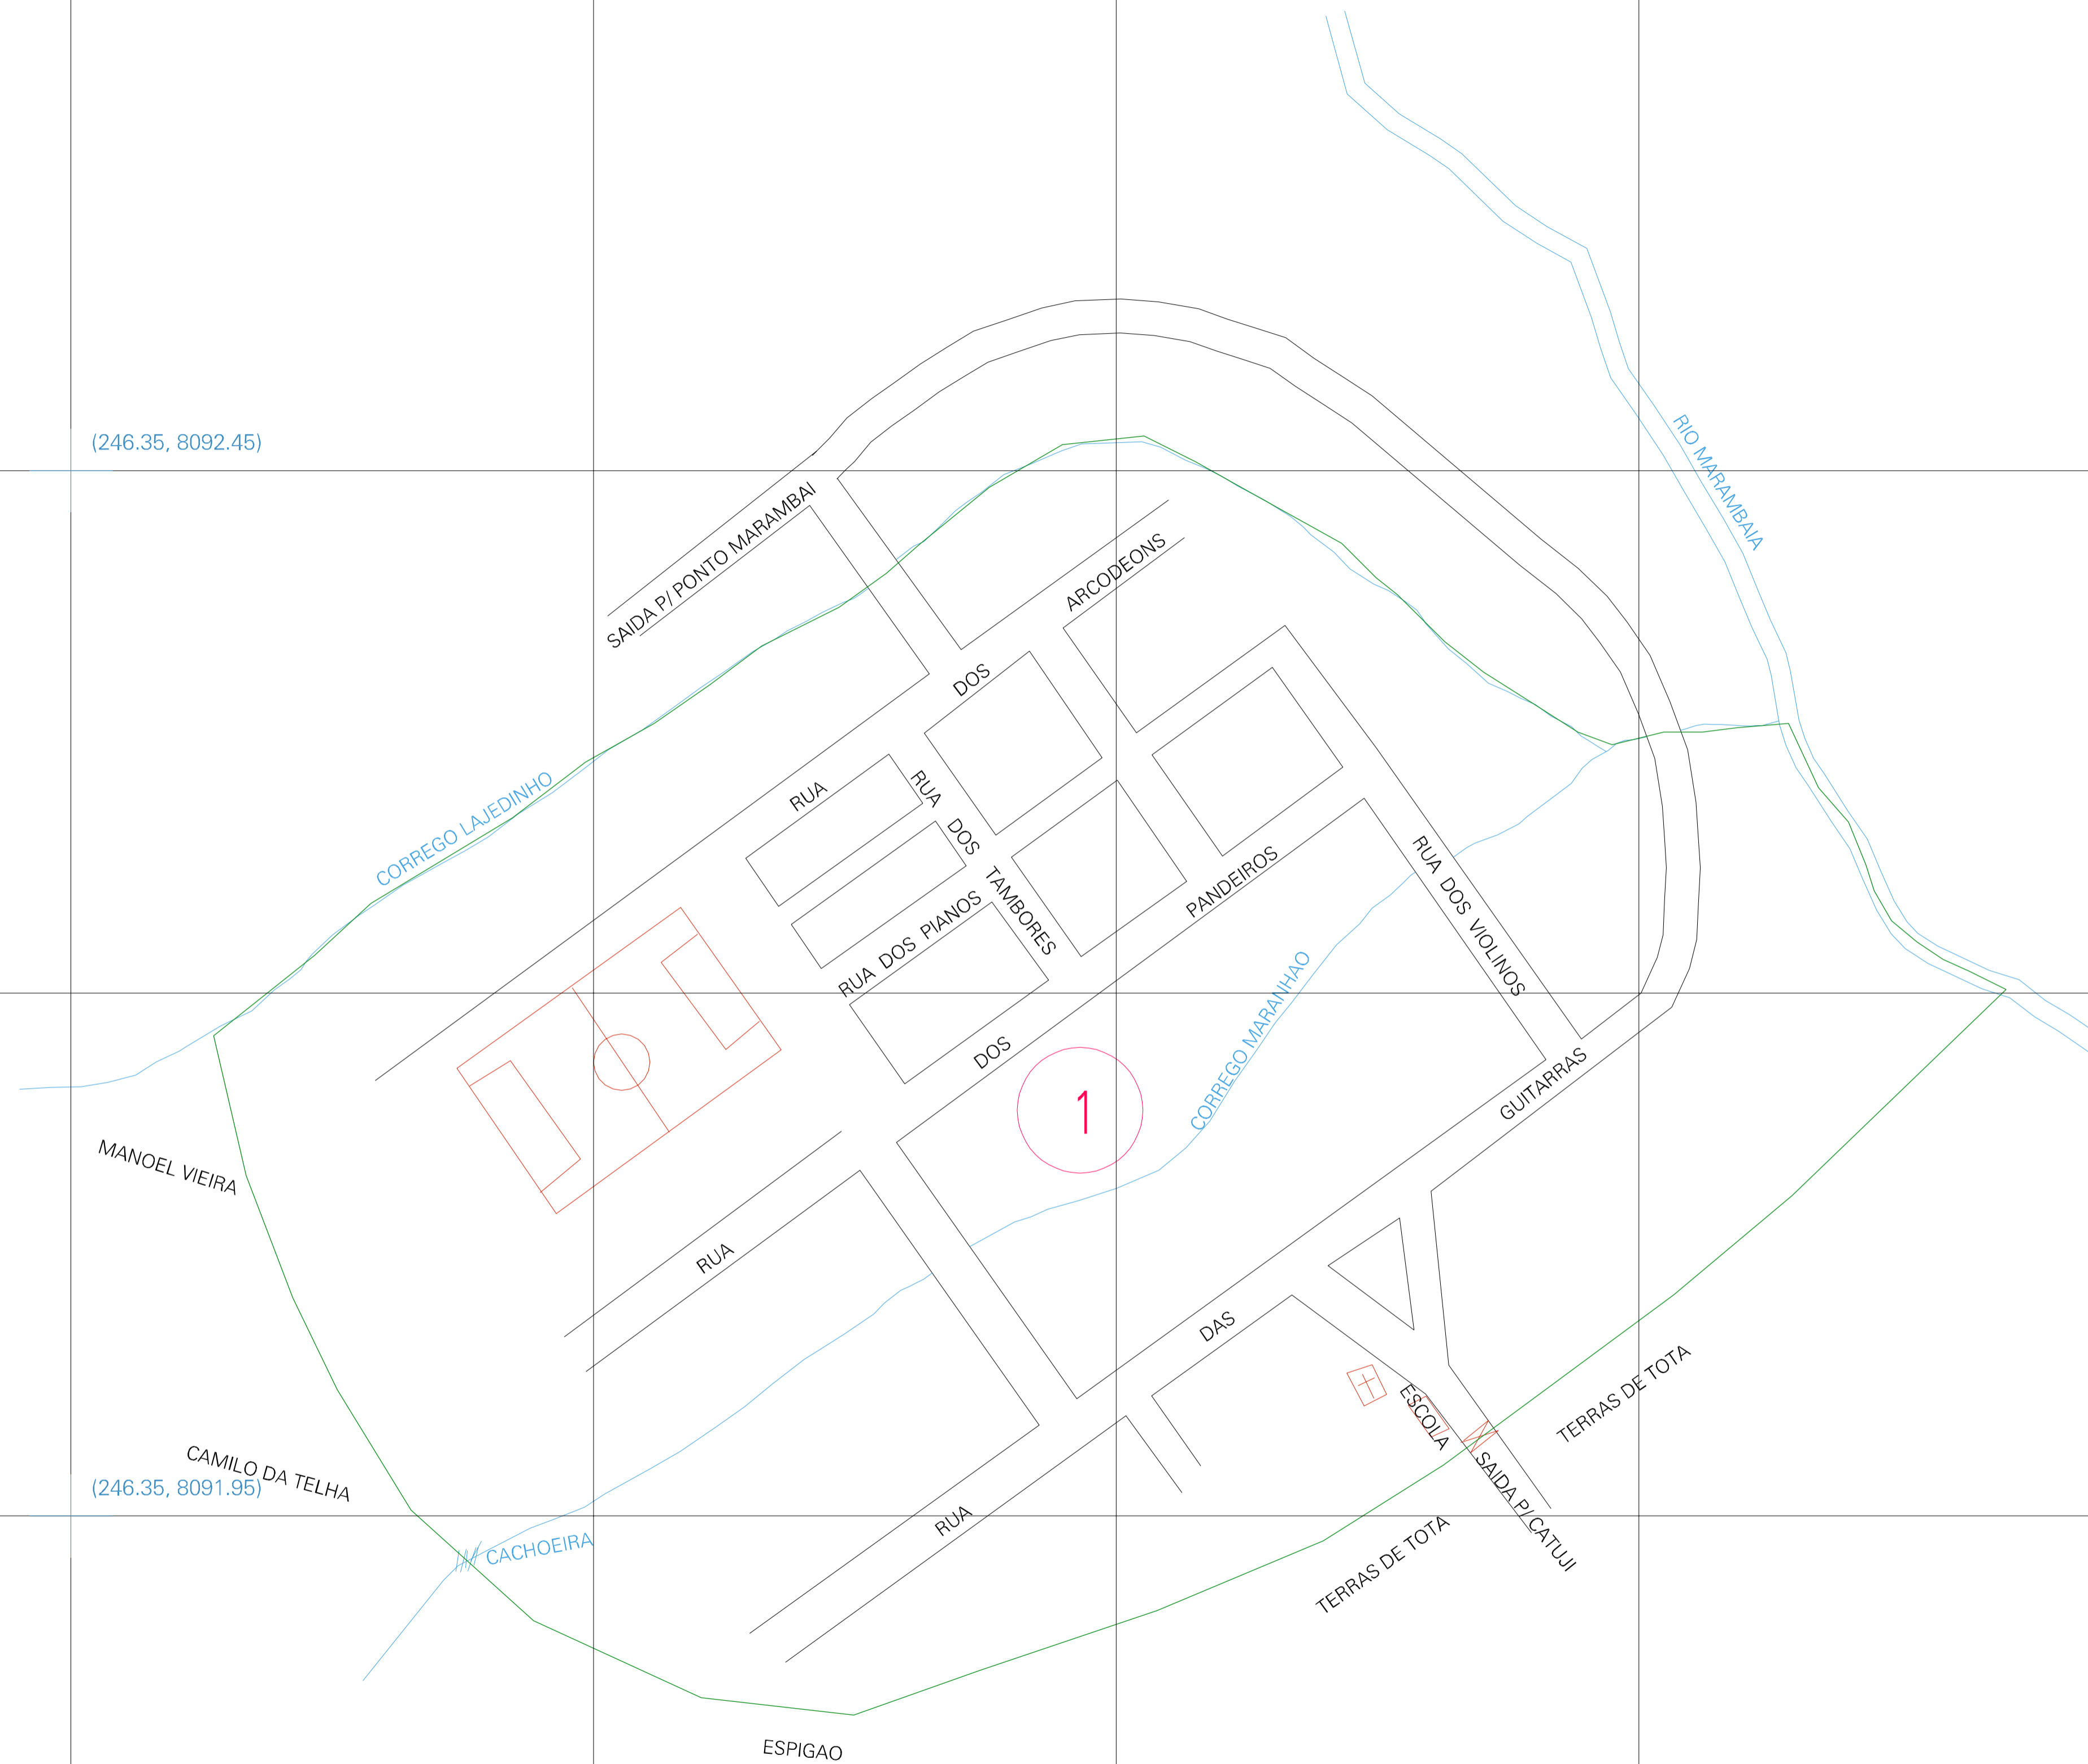 RIO MARAMBAIA
(246.35, 8092.45)
SAIDA P/ PONTO MARAMBAI
ARCODEONS
DOS
RUA
CORREGO LAJEDINHO
RUA DOS TAMBORES
RUA DOS PIANOS
PANDEIROS
RUA DOS VIOLINOS
CORREGO MARANHAO
DOS
GUITARRAS
1
MANOEL VIEIRA
RUA
DAS
ESCOLA
TERRAS DE TOTA
CAMILO DA TELHA
(246.35, 8091.95)
SAIDA P/CATUJI
CACHOEIRA
RUA
TERRAS DE TOTA
ESPIGAO